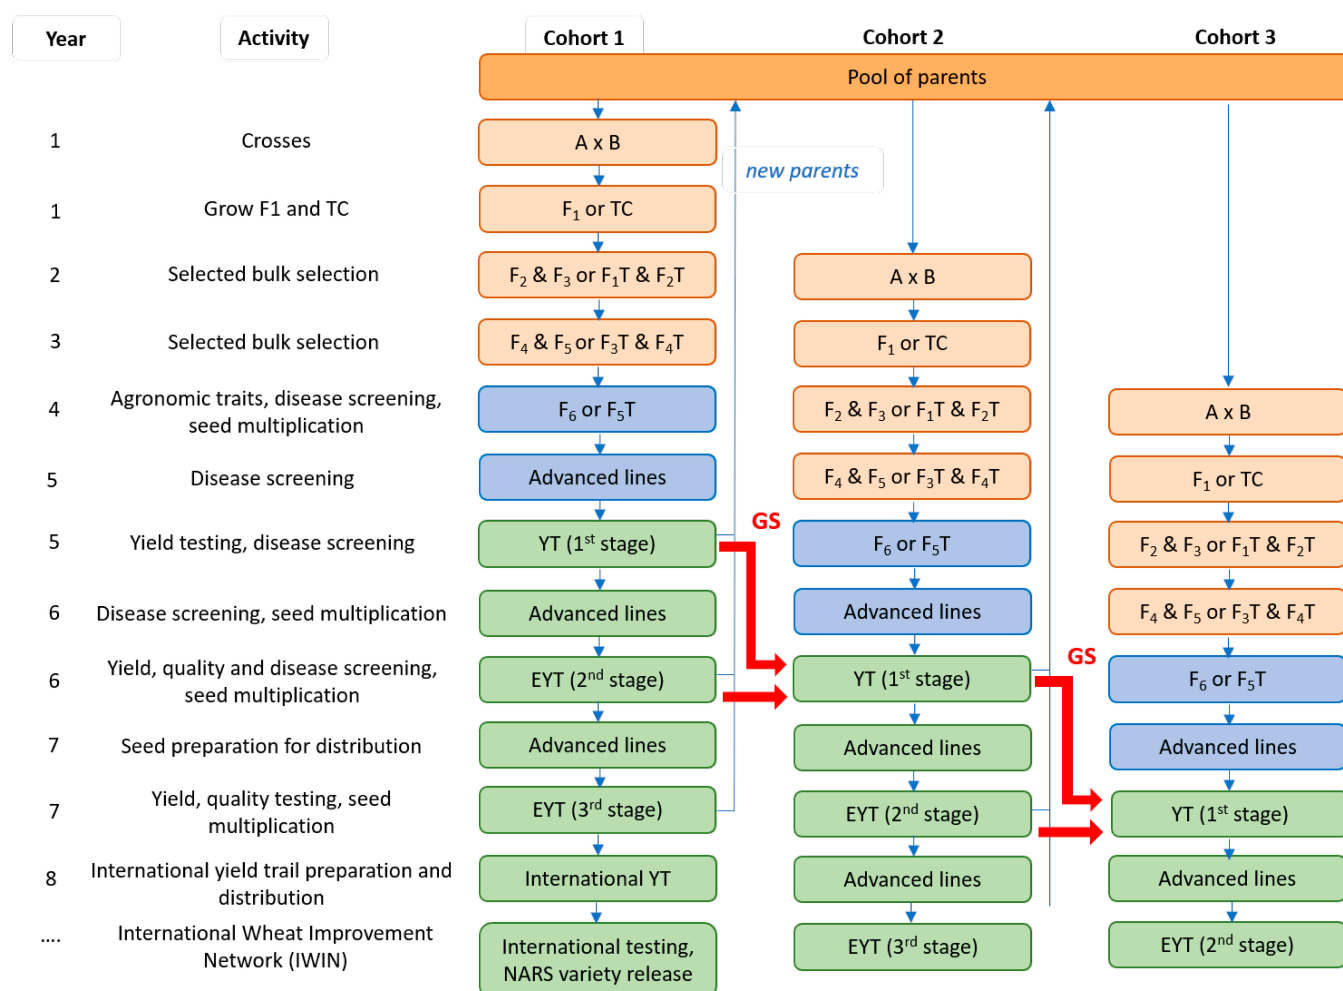 Year Activity Cohort 1 Cohort 2 Cohort 3
Pool of parents
1 Crosses A x B
new parents
1 Grow F1 and TC F₁ or TC
2 Selected bulk selection F₂ & F₃ or F₁T & F₂T A x B
3 Selected bulk selection F₄ & F₅ or F₃T & F₄T F₁ or TC
4 Agronomic traits, disease screening,
seed multiplication F₆ or F₅T F₂ & F₃ or F₁T & F₂T A x B
5 Disease screening Advanced lines F₄ & F₅ or F₃T & F₄T F₁ or TC
GS
5 Yield testing, disease screening YT (1st stage) F₆ or F₅T F₂ & F₃ or F₁T & F₂T
6 Disease screening, seed multiplication Advanced lines Advanced lines F₄ & F₅ or F₃T & F₄T
GS
6 Yield, quality and disease screening,
seed multiplication EYT (2nd stage) YT (1st stage) F₆ or F₅T
7 Seed preparation for distribution Advanced lines Advanced lines Advanced lines
7 Yield, quality testing, seed
multiplication EYT (3rd stage) EYT (2nd stage) YT (1st stage)
8 International yield trail preparation and
distribution International YT Advanced lines Advanced lines
.... International Wheat Improvement
Network (IWIN) International testing,
NARS variety release EYT (3rd stage) EYT (2nd stage)